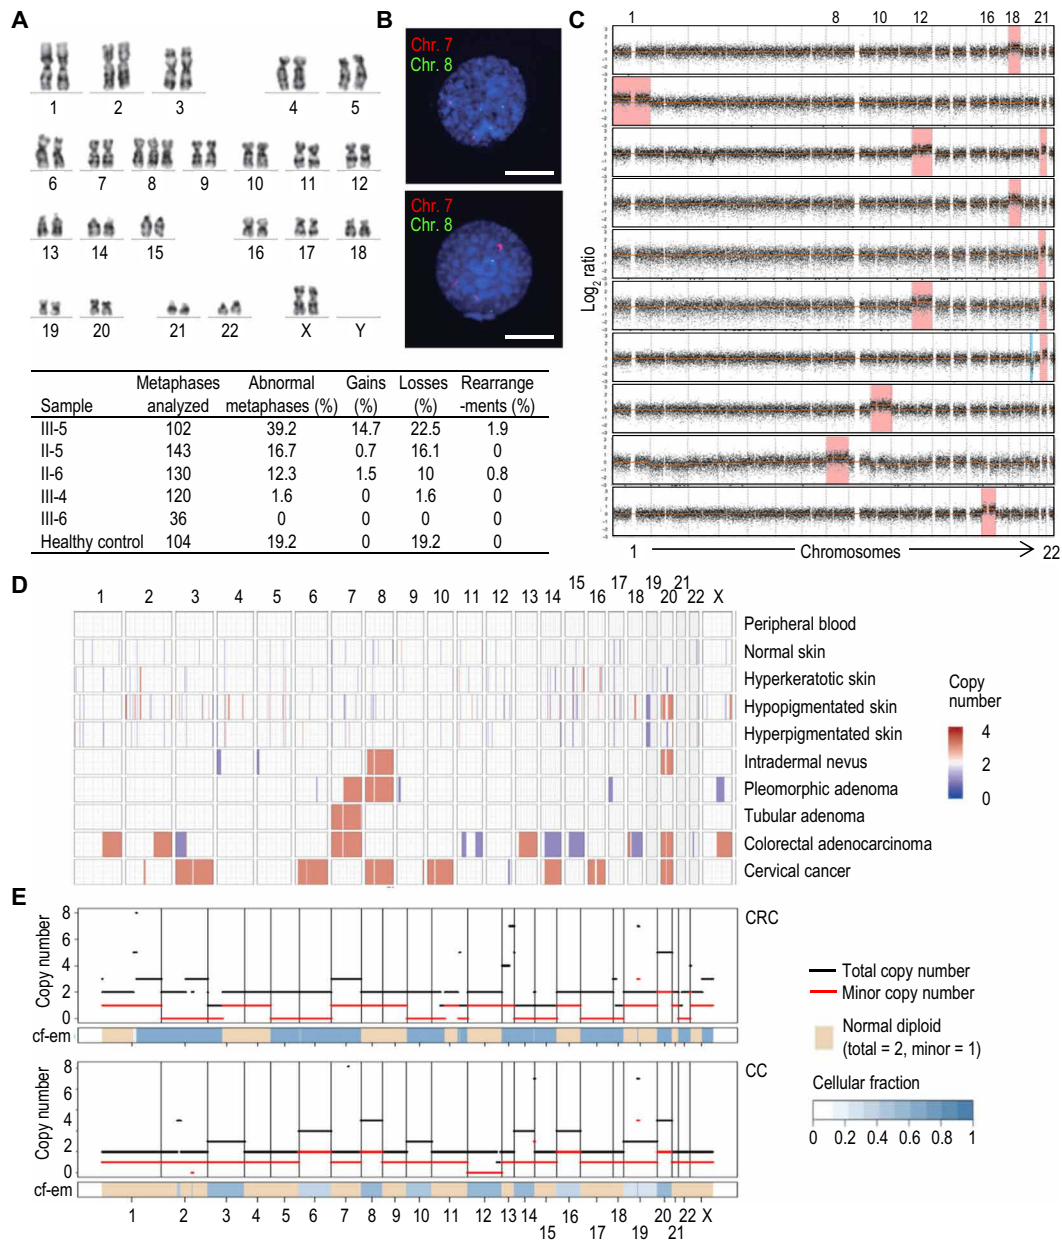 A
1 2 3 4 5
6 7 8 9 10 11 12
13 14 15 16 17 18
19 20 21 22 X Y
B
Chr. 7
Chr. 8
Chr. 7
Chr. 8
C
1 8 10 12 16 18 21
Log2 ratio
1 Chromosomes 22
Sample Metaphases analyzed Abnormal metaphases (%) Gains (%) Losses (%) Rearrange-ments (%)
III-5 102 39.2 14.7 22.5 1.9
II-5 143 16.7 0.7 16.1 0
II-6 130 12.3 1.5 10 0.8
III-4 120 1.6 0 1.6 0
III-6 36 0 0 0 0
Healthy control 104 19.2 0 19.2 0
D
1 2 3 4 5 6 7 8 9 10 11 12 13 14 15 16 17 18 19 20 21 22 X
Peripheral blood
Normal skin
Hyperkeratotic skin
Hypopigmentated skin
Hyperpigmentated skin
Intradermal nevus
Pleomorphic adenoma
Tubular adenoma
Colorectal adenocarcinoma
Cervical cancer
Copy
number
4
2
0
E
Copy number
8
6
4
2
0
cf-em
CRC
Copy number
8
6
4
2
0
cf-em
CC
1 2 3 4 5 6 7 8 9 10 11 12 13 14 15 16 17 18 19 20 21 22 X
Total copy number
Minor copy number
Normal diploid
(total = 2, minor = 1)
Cellular fraction
0 0.2 0.4 0.6 0.8 1